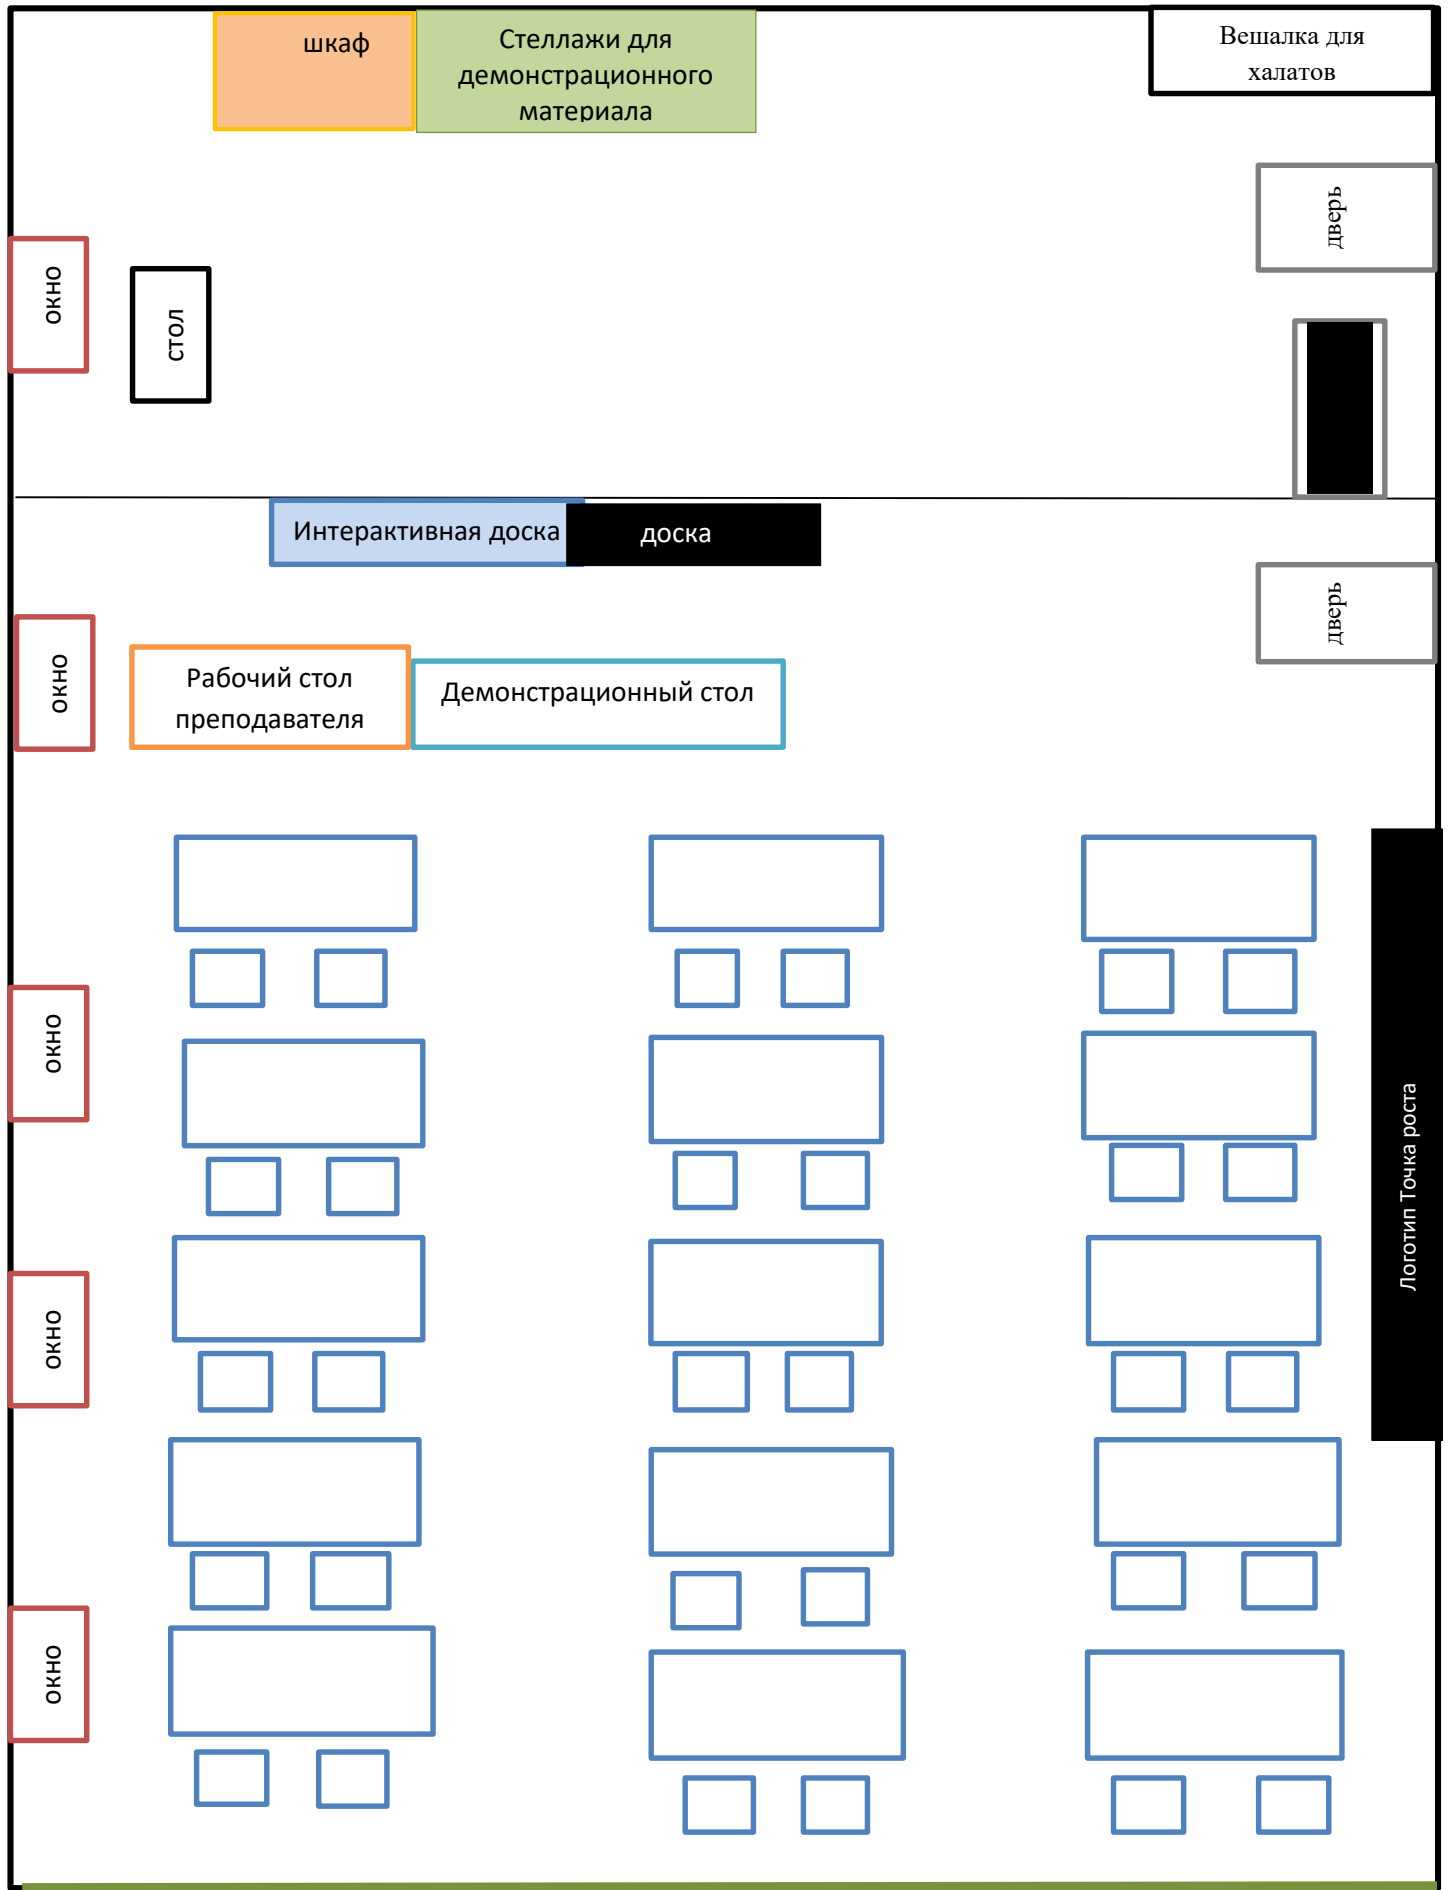 шкаф
Стеллажи для
демонстрационного
материала
Вешалка для
халатов
дверь
окно
стол
Интерактивная доска
доска
дверь
окно
Рабочий стол
преподавателя
Демонстрационный стол
окно
Логотип Точка роста
окно
окно